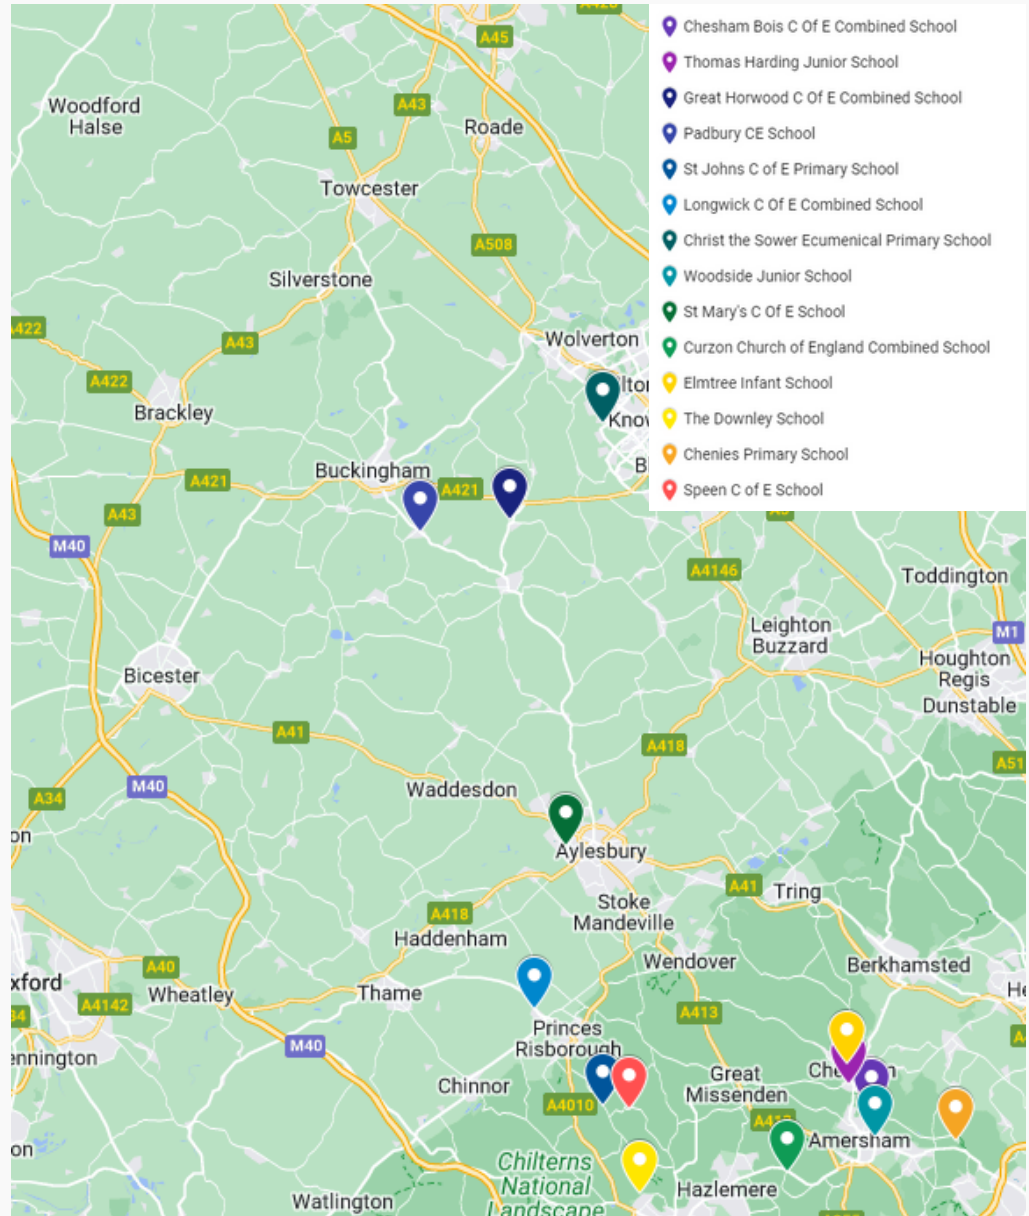 A428
A45
Chesham Bois C Of E Combined School
Thomas Harding Junior School
Great Horwood C Of E Combined School
Padbury CE School
St Johns C of E Primary School
Longwick C Of E Combined School
Christ the Sower Ecumenical Primary School
Woodside Junior School
St Mary's C Of E School
Curzon Church of England Combined School
Elmtree Infant School
The Downley School
Chenies Primary School
Speen C of E School
Woodford
Halse
A43
A5
Roade
Towcester
A508
Silverstone
A422
A43
Wolverton
A422
Brackley
Buckingham
A421
A421
A43
M40
A4146
Toddington
Leighton
Buzzard
M1
Houghton
Regis
Dunstable
Bicester
A41
A418
Waddesdon
M40
A34
Aylesbury
A41
Tring
Stoke
Mandeville
A418
Haddenham
Wendover
Berkhamsted
A40
Wheatley
Thame
A4142
A413
Princes
Risborough
M40
Chinnor
Great
Missenden
A4010
Amersham
Chilterns
National
Landscape
Hazlemere
Watlington